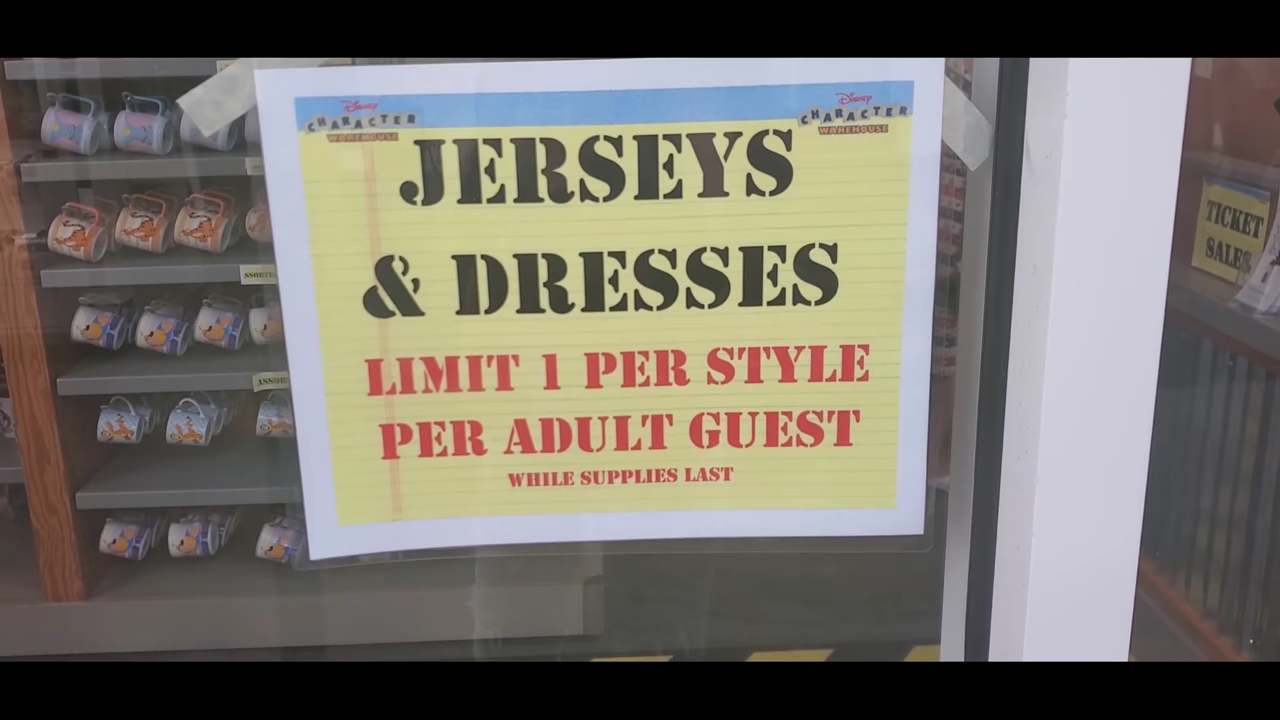 Disney
CHARACTER
WAREHOUSE
Disney
CHARACTER
WAREHOUSE
JERSEYS
& DRESSES
LIMIT 1 PER STYLE
PER ADULT GUEST
WHILE SUPPLIES LAST
TICKET
SALES